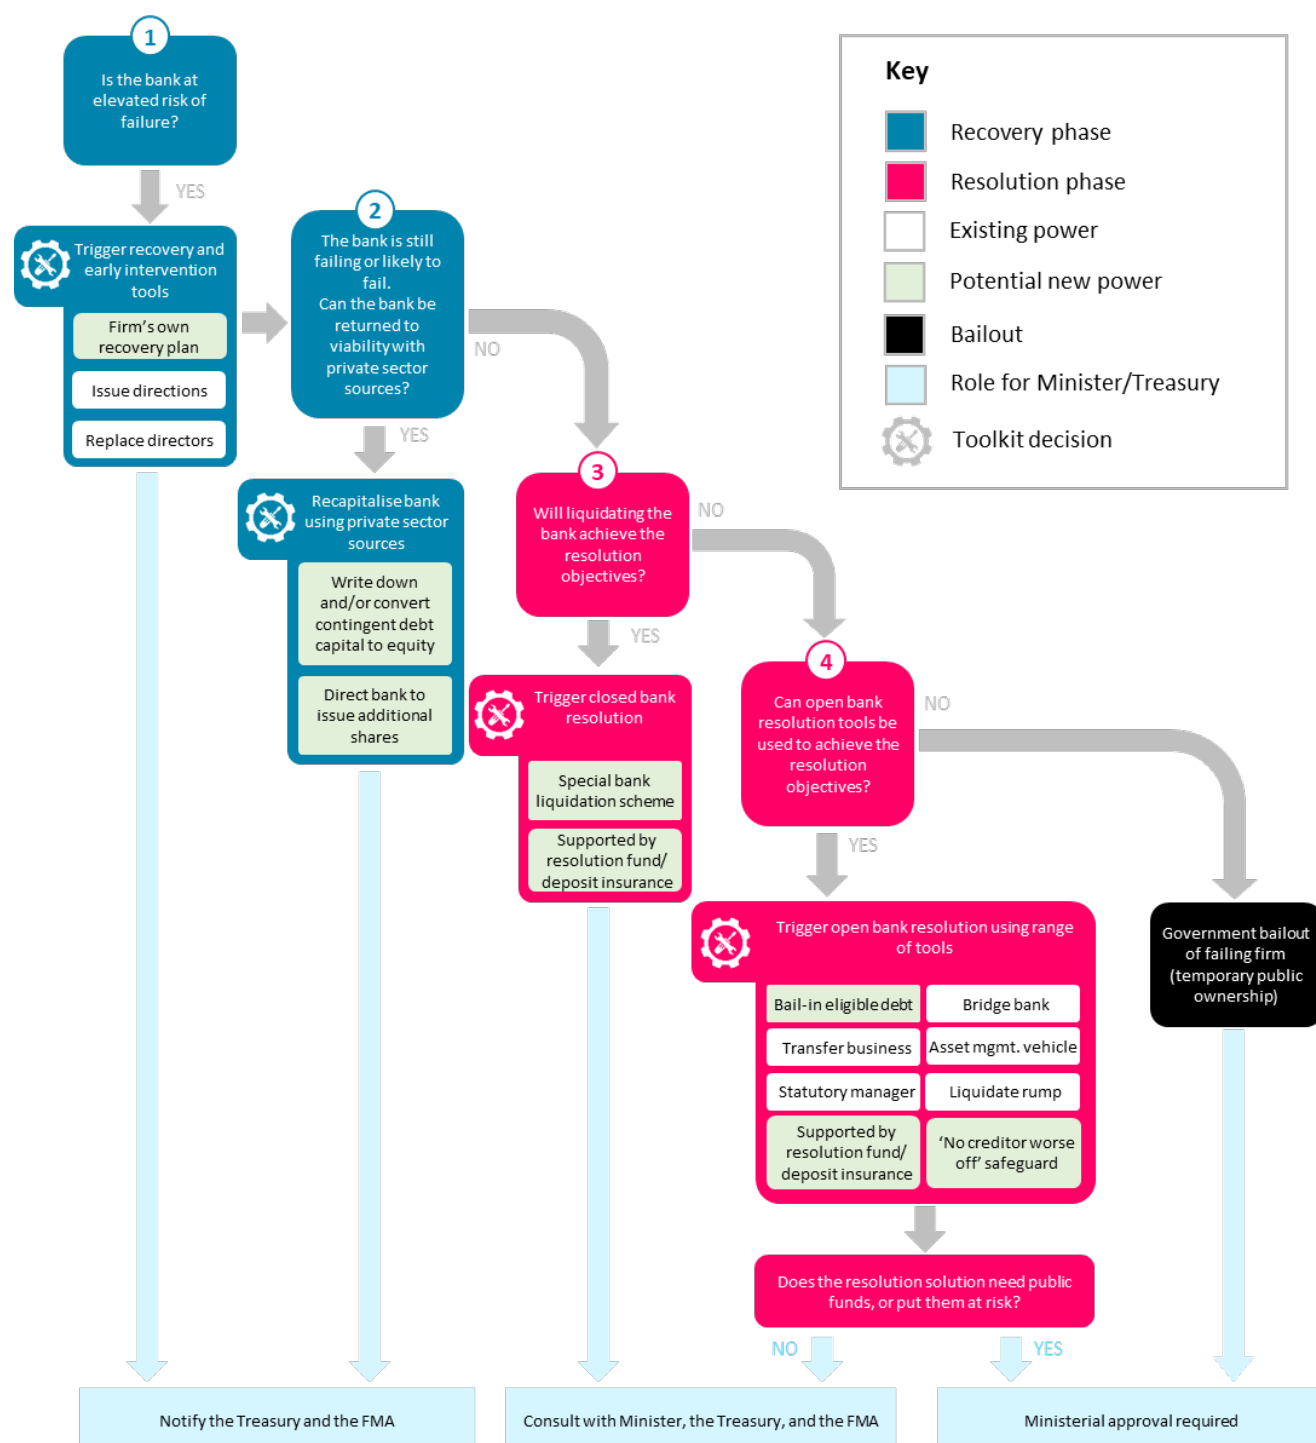 1
Is the bank at
elevated risk of
failure?
YES
Trigger recovery and
early intervention
tools
Firm's own
recovery plan
Issue directions
Replace directors
2
The bank is still
failing or likely to
fail.
Can the bank be
returned to
viability with
private sector
sources?
NO
YES
Recapitalise bank
using private sector
sources
Write down
and/or convert
contingent debt
capital to equity
Direct bank to
issue additional
shares
3
Will liquidating the
bank achieve the
resolution
objectives?
NO
YES
Trigger closed bank
resolution
Special bank
liquidation scheme
Supported by
resolution fund/
deposit insurance
4
Can open bank
resolution tools be
used to achieve the
resolution
objectives?
NO
YES
Trigger open bank resolution using range
of tools
Bail-in eligible debt
Bridge bank
Transfer business
Asset mgmt. vehicle
Statutory manager
Liquidate rump
Supported by
resolution fund/
deposit insurance
‘No creditor worse
off’ safeguard
Government bailout
of failing firm
(temporary public
ownership)
Does the resolution solution need public
funds, or put them at risk?
NO
YES
Notify the Treasury and the FMA
Consult with Minister, the Treasury, and the FMA
Ministerial approval required
Key
Recovery phase
Resolution phase
Existing power
Potential new power
Bailout
Role for Minister/Treasury
Toolkit decision